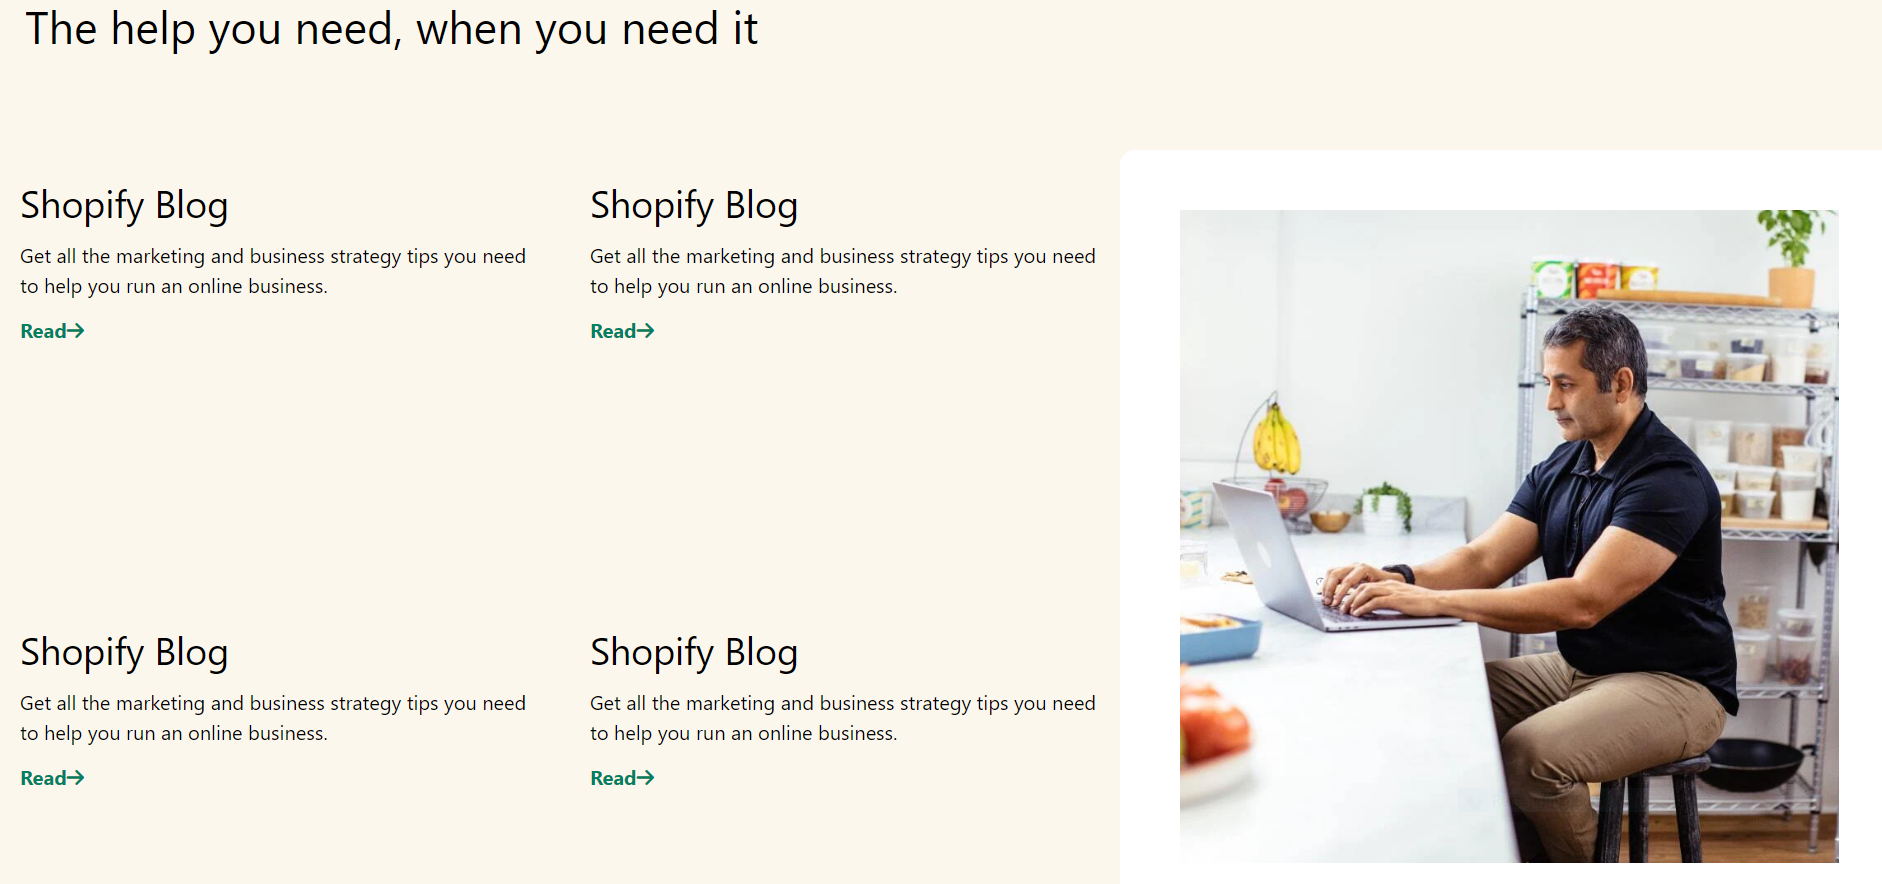 The help you need, when you need it
Shopify Blog
Get all the marketing and business strategy tips you need
to help you run an online business.
Read→
Shopify Blog
Get all the marketing and business strategy tips you need
to help you run an online business.
Read→
Shopify Blog
Get all the marketing and business strategy tips you need
to help you run an online business.
Read→
Shopify Blog
Get all the marketing and business strategy tips you need
to help you run an online business.
Read→